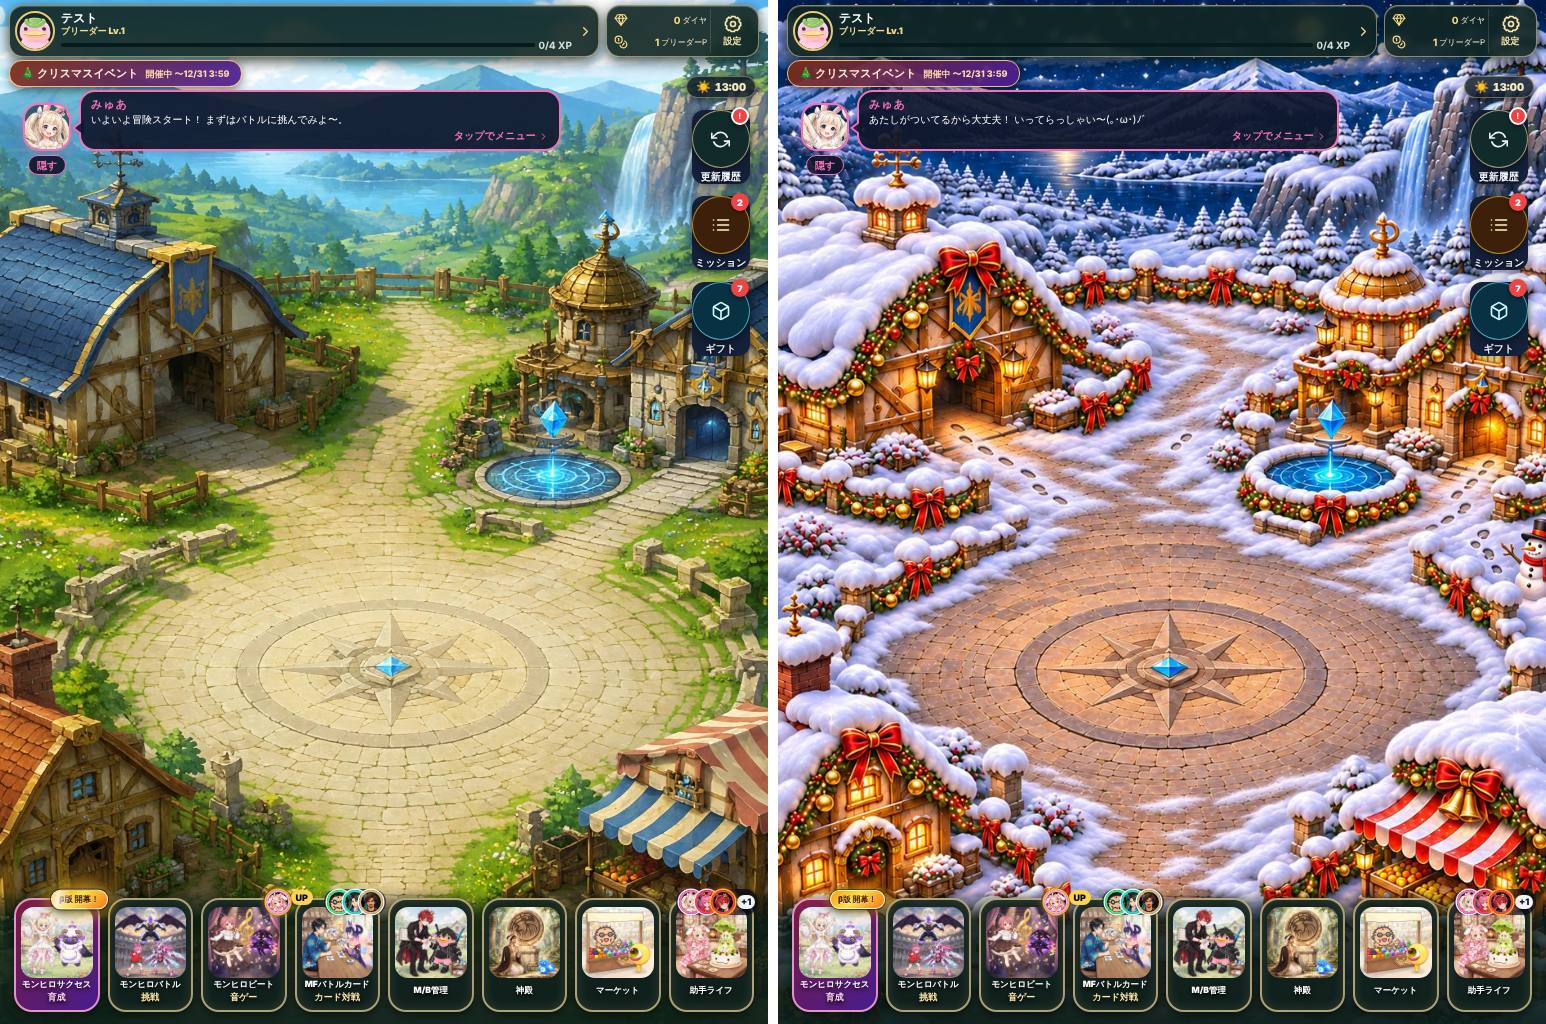 テスト
ブリーダー Lv.1
0/4 XP
0 ダイヤ
1 ブリーダーP
設定
クリスマスイベント 開催中 〜12/31 3:59
13:00
みゅあ
いよいよ冒険スタート！ まずはバトルに挑んでみよ〜。
タップでメニュー
隠す
!
更新履歴
2
ミッション
7
ギフト
β版 開幕！
UP
+1
モンヒロサクセス
育成
モンヒロバトル
挑戦
モンヒロビート
音ゲー
MFバトルカード
カード対戦
M/B管理
神殿
マーケット
助手ライフ
テスト
ブリーダー Lv.1
0/4 XP
0 ダイヤ
1 ブリーダーP
設定
クリスマスイベント 開催中 〜12/31 3:59
13:00
みゅあ
あたしがついてるから大丈夫！ いってらっしゃい〜(｡･ω･)ﾉﾞ
タップでメニュー
隠す
!
更新履歴
2
ミッション
7
ギフト
β版 開幕！
UP
+1
モンヒロサクセス
育成
モンヒロバトル
挑戦
モンヒロビート
音ゲー
MFバトルカード
カード対戦
M/B管理
神殿
マーケット
助手ライフ